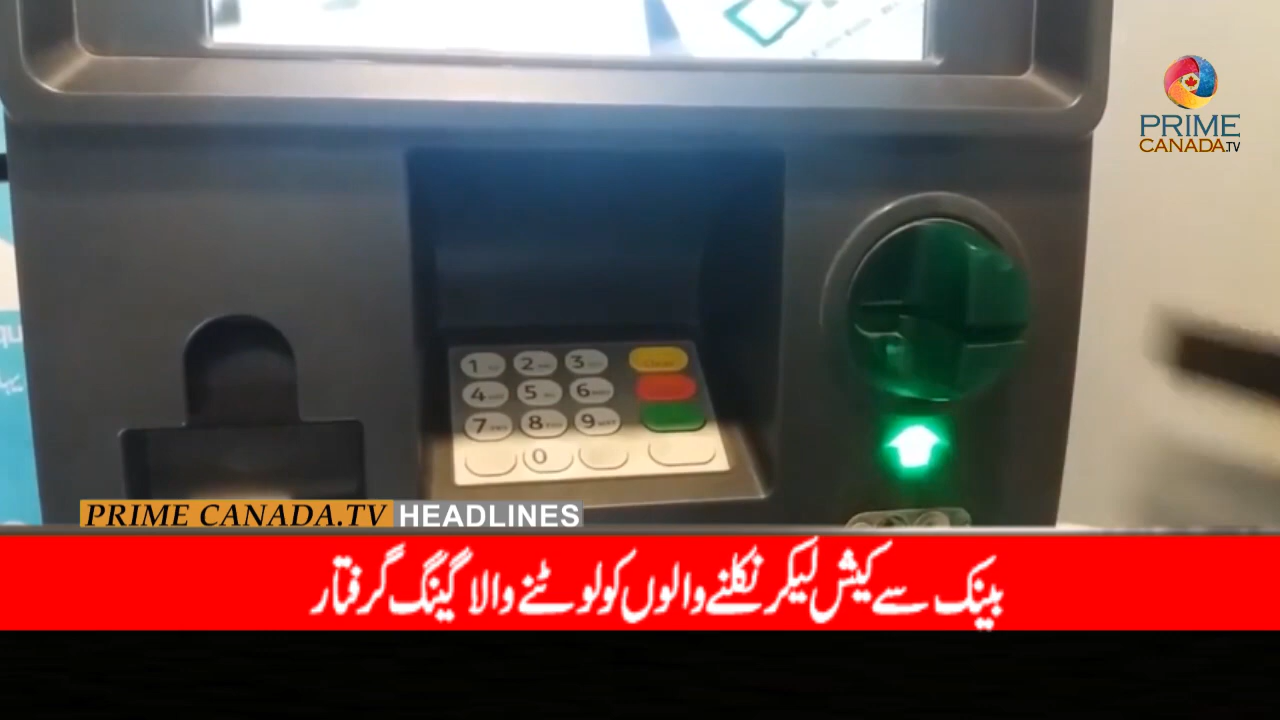 PRIME
CANADA.TV
1
2
3
4
5
6
7
8
9
0
PRIME CANADA.TV HEADLINES
بینک سے کیش لیکر نکلنے والوں کو لوٹنے والا گینگ گرفتار